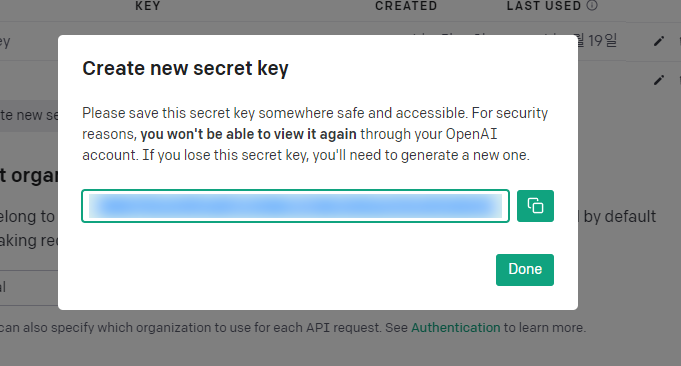 KEY CREATED LAST USED
ey 월 19일
Create new secret key
Please save this secret key somewhere safe and accessible. For security
reasons, you won't be able to view it again through your OpenAI
account. If you lose this secret key, you'll need to generate a new one.
te new se
t organ
elong to
d by default
aking rec
al
Done
can also specify which organization to use for each API request. See Authentication to learn more.